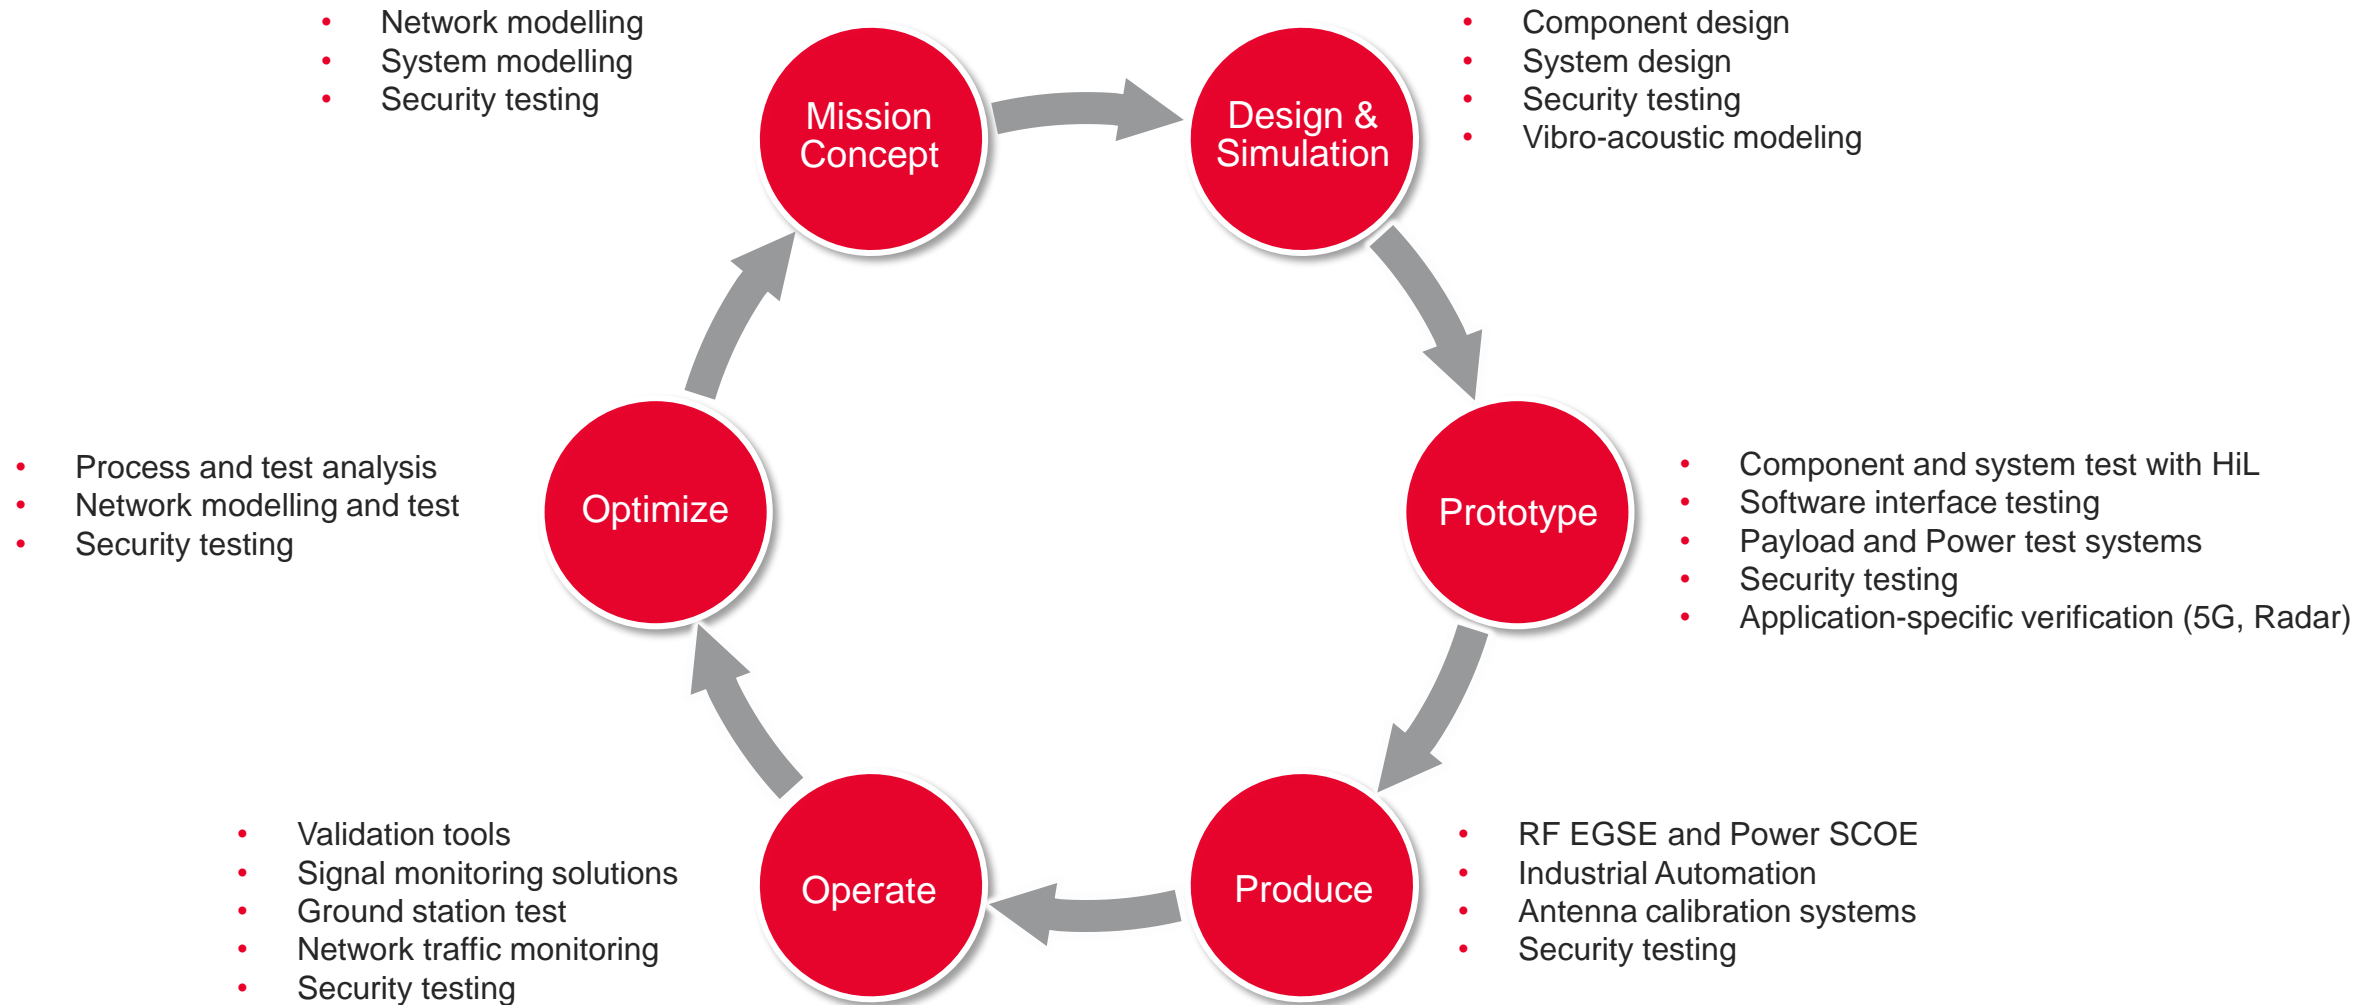 • Network modelling
• System modelling
• Security testing
Mission
Concept
Design &
Simulation
• Component design
• System design
• Security testing
• Vibro-acoustic modeling
• Process and test analysis
• Network modelling and test
• Security testing
Optimize
Prototype
• Component and system test with HiL
• Software interface testing
• Payload and Power test systems
• Security testing
• Application-specific verification (5G, Radar)
• Validation tools
• Signal monitoring solutions
• Ground station test
• Network traffic monitoring
• Security testing
Operate
Produce
• RF EGSE and Power SCOE
• Industrial Automation
• Antenna calibration systems
• Security testing